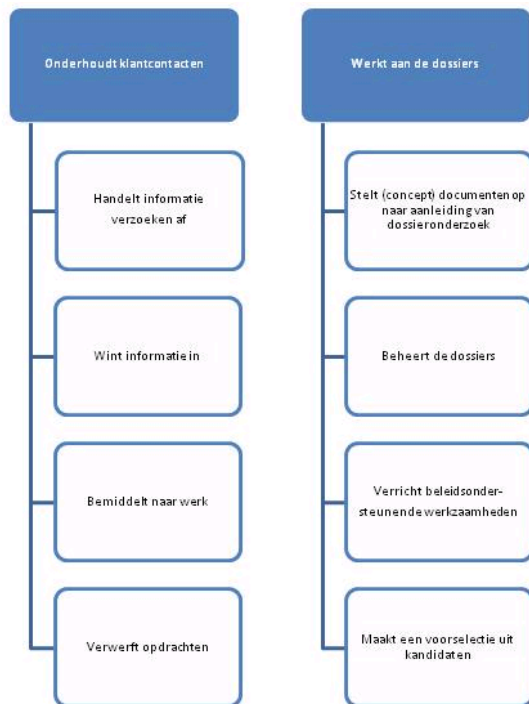 Onderhoudt klantcontacten
Handelt informatie
verzoeken af
Wint informatie in
Bemiddelt naar werk
Verwerft opdrachten
Werkt aan de dossiers
Stelt (concept) documenten op
naar aanleiding van
dossieronderzoek
Beheert de dossiers
Verricht beleidsonder-
steunende werkzaamheden
Maakt een voorselectie uit
kandidaten